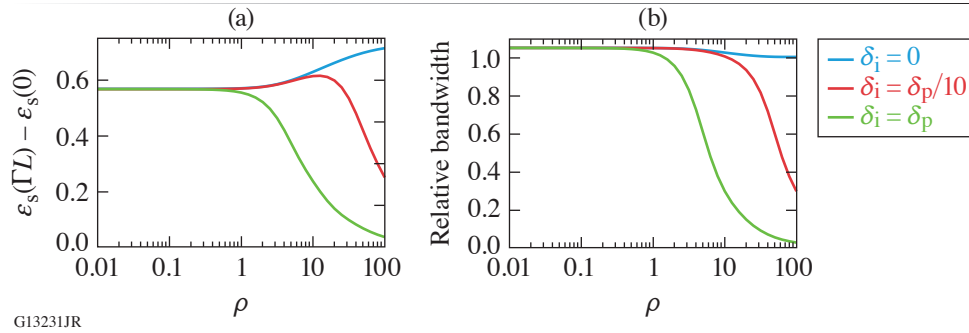 (a)
(b)
ε_s(ΓL) – ε_s(0)
0.6
0.4
0.2
0.0
0.01 0.1 1 10 100
ρ
Relative bandwidth
1.0
0.8
0.6
0.4
0.2
0.0
0.01 0.1 1 10 100
ρ
δ_i = 0
δ_i = δ_p/10
δ_i = δ_p
G13231JR